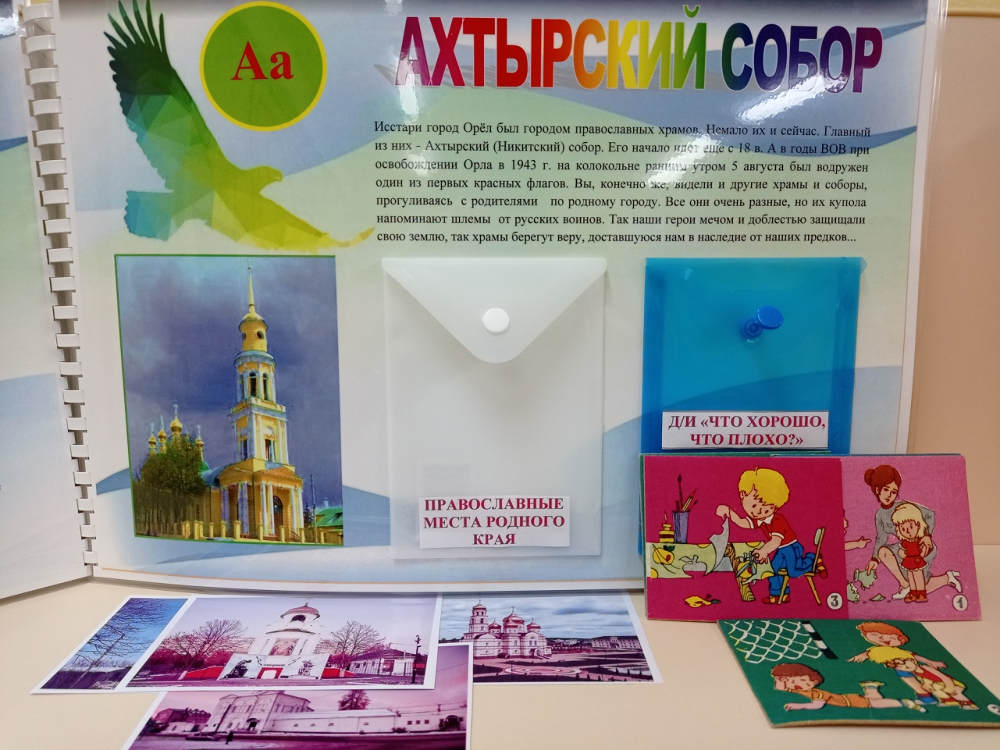 Аа
АХТЫРСКИЙ СОБОР
Исстари город Орёл был городом православных храмов. Немало их и сейчас. Главный
из них - Ахтырский (Никитский) собор. Его начало идёт ещё с 18 в. А в годы ВОВ при
освобождении Орла в 1943 г. на колокольне ранним утром 5 августа был водружен
один из первых красных флагов. Вы, конечно же, видели и другие храмы и соборы,
прогуливаясь с родителями по родному городу. Все они очень разные, но их купола
напоминают шлемы от русских воинов. Так наши герои мечом и доблестью защищали
свою землю, так храмы берегут веру, доставшуюся нам в наследие от наших предков...
ПРАВОСЛАВНЫЕ
МЕСТА РОДНОГО
КРАЯ
Д/И «ЧТО ХОРОШО,
ЧТО ПЛОХО?»
3
1